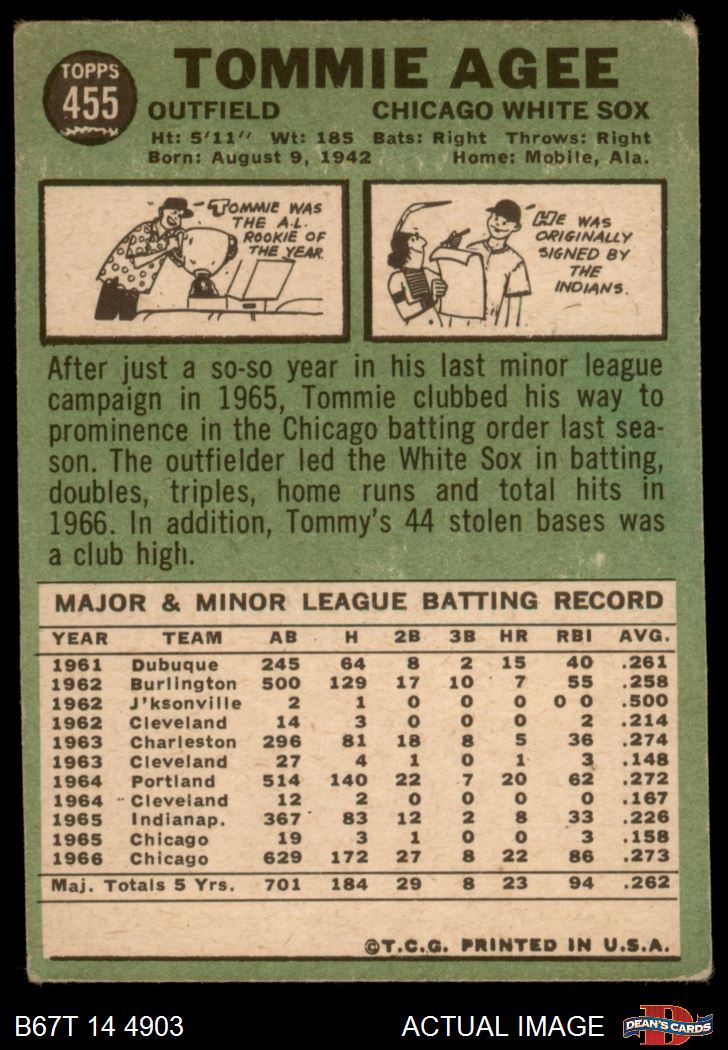 TOPPS
455
TOMMIE AGEE
OUTFIELD CHICAGO WHITE SOX
Ht: 5'11" Wt: 185 Bats: Right Throws: Right
Born: August 9, 1942 Home: Mobile, Ala.
TOMMIE WAS
THE A.L.
ROOKIE OF
THE YEAR.
HE WAS
ORIGINALLY
SIGNED BY
THE
INDIANS.
After just a so-so year in his last minor league
campaign in 1965, Tommie clubbed his way to
prominence in the Chicago batting order last sea-
son. The outfielder led the White Sox in batting,
doubles, triples, home runs and total hits in
1966. In addition, Tommy's 44 stolen bases was
a club high.
MAJOR & MINOR LEAGUE BATTING RECORD
YEAR TEAM AB H 2B 3B HR RBI AVG.
1961 Dubuque 245 64 8 2 15 40 .261
1962 Burlington 500 129 17 10 7 55 .258
1962 J'ksonville 2 1 0 0 0 0 0 .500
1962 Cleveland 14 3 0 0 0 2 .214
1963 Charleston 296 81 18 8 5 36 .274
1963 Cleveland 27 4 1 0 1 3 .148
1964 Portland 514 140 22 7 20 62 .272
1964 Cleveland 12 2 0 0 0 0 .167
1965 Indianap. 367 83 12 2 8 33 .226
1965 Chicago 19 3 1 0 0 3 .158
1966 Chicago 629 172 27 8 22 86 .273
Maj. Totals 5 Yrs. 701 184 29 8 23 94 .262
©T.C.G. PRINTED IN U.S.A.
B67T 14 4903 ACTUAL IMAGE
D
DEAN'S CARDS